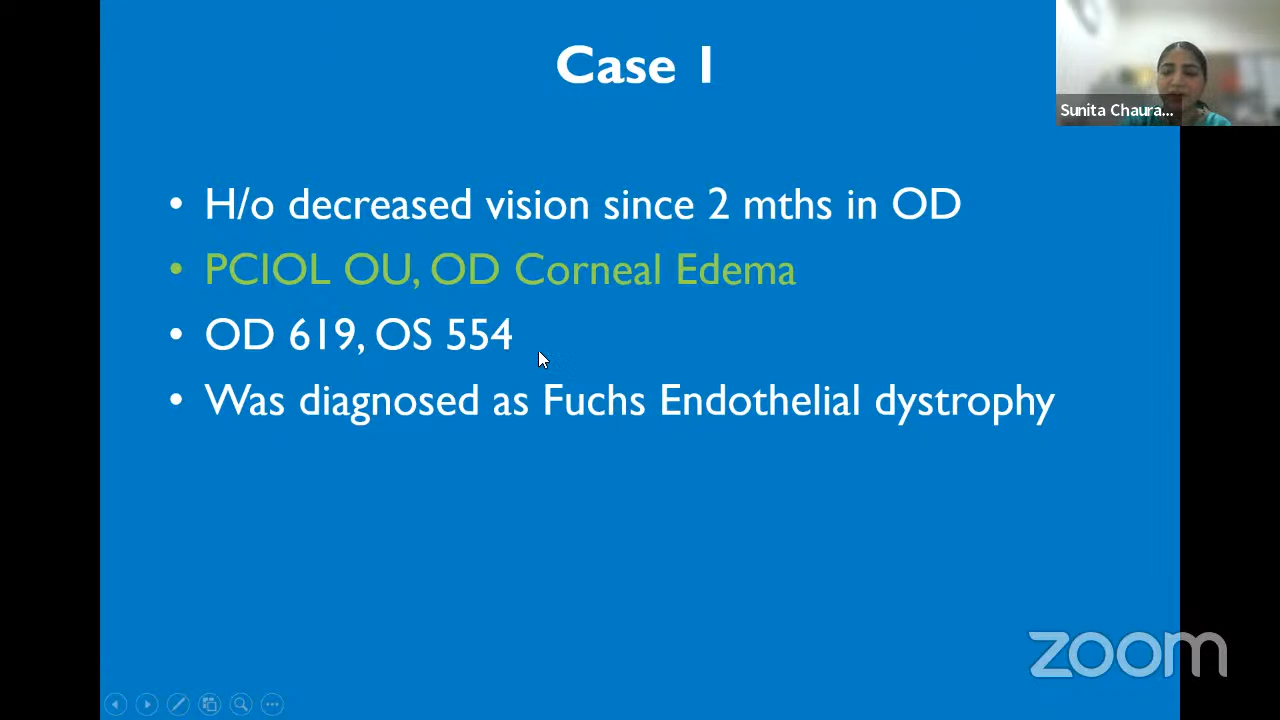 Case 1
Sunita Chaura...
• H/o decreased vision since 2 mths in OD
• PCIOL OU, OD Corneal Edema
• OD 619, OS 554
• Was diagnosed as Fuchs Endothelial dystrophy
zoom